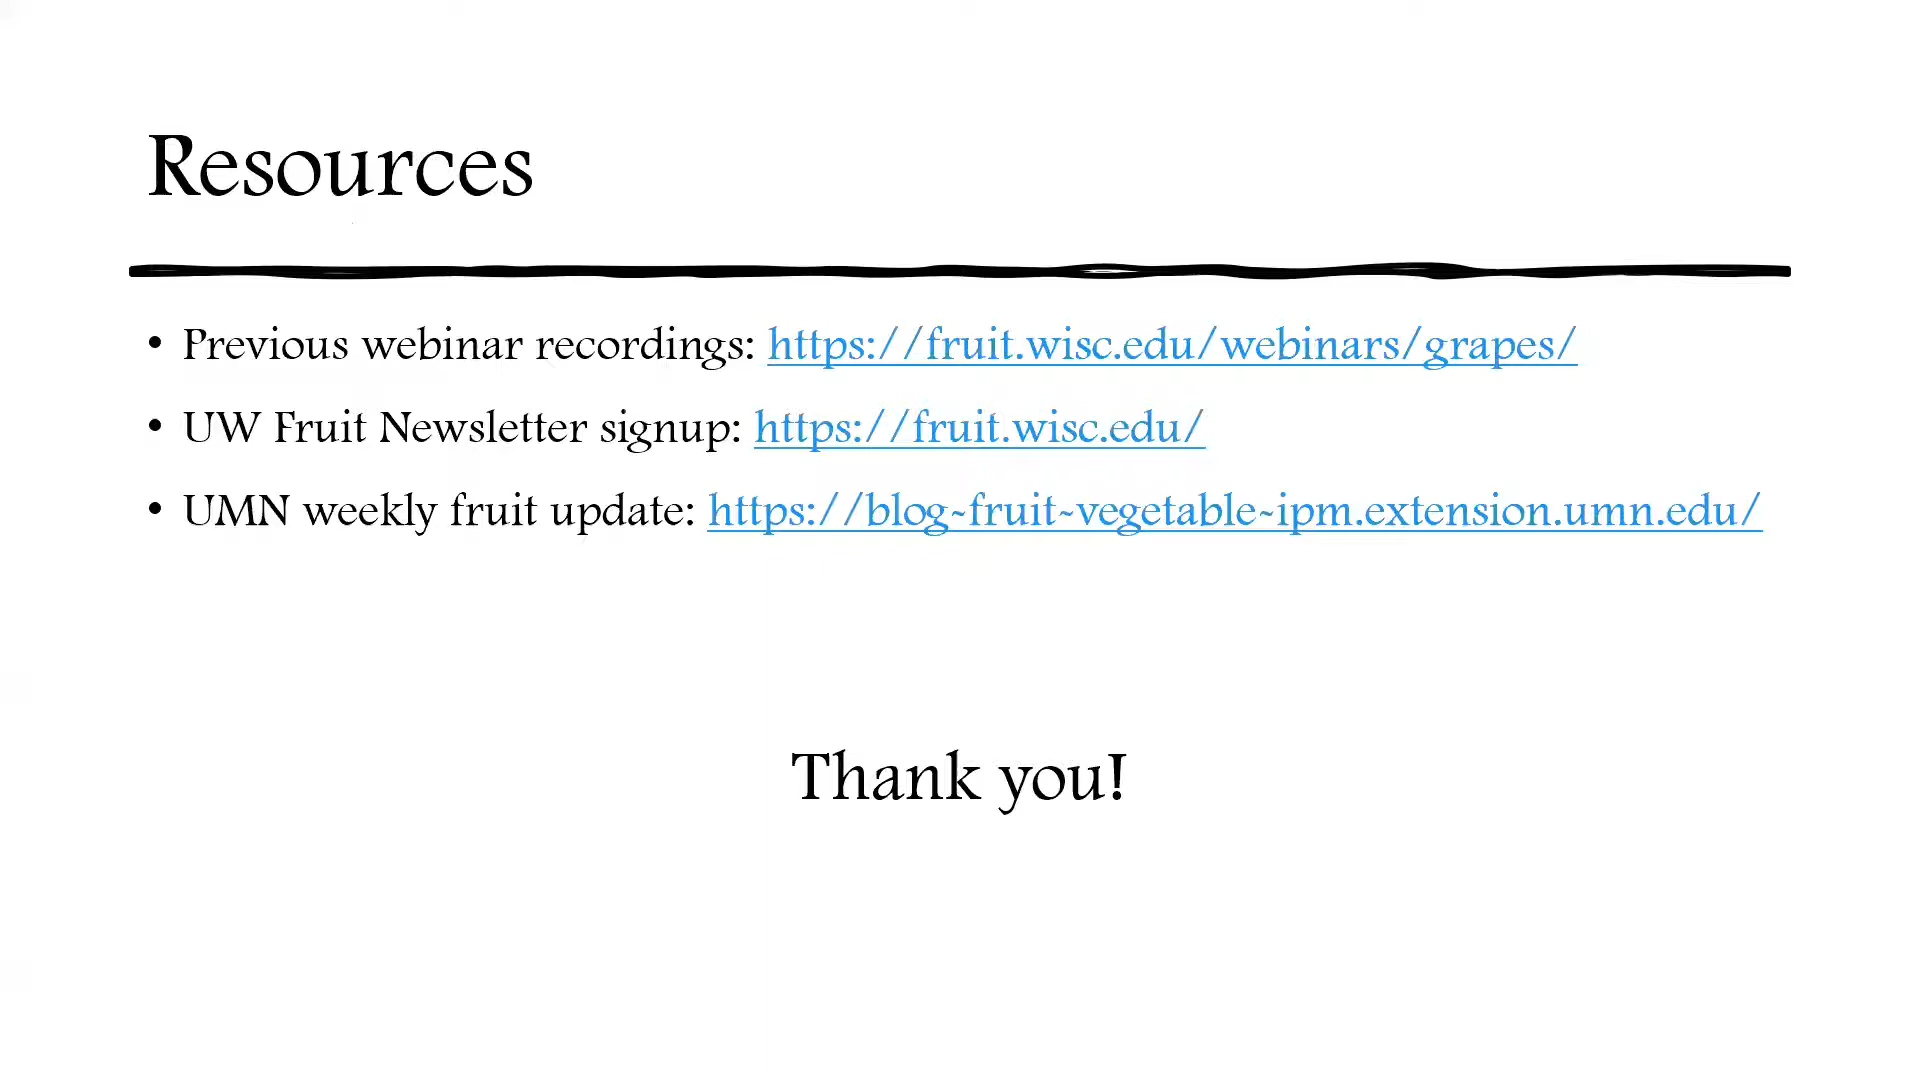 Resources
• Previous webinar recordings: https://fruit.wisc.edu/webinars/grapes/
• UW Fruit Newsletter signup: https://fruit.wisc.edu/
• UMN weekly fruit update: https://blog-fruit-vegetable-ipm.extension.umn.edu/
Thank you!